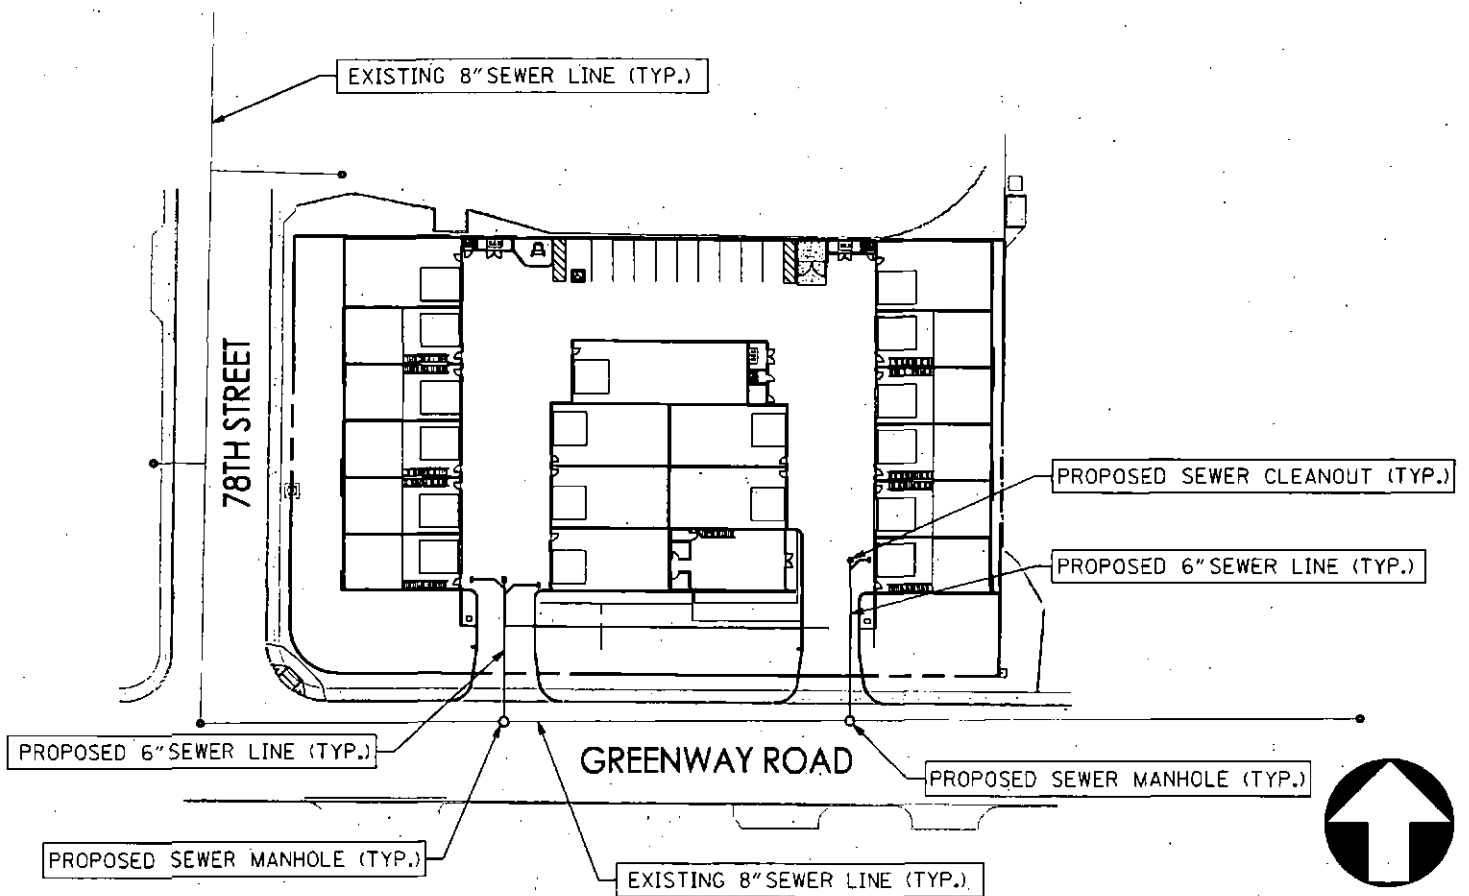 EXISTING 8" SEWER LINE (TYP.)
78TH STREET
PROPOSED SEWER CLEANOUT (TYP.)
PROPOSED 6" SEWER LINE (TYP.)
PROPOSED 6" SEWER LINE (TYP.)
GREENWAY ROAD
PROPOSED SEWER MANHOLE (TYP.)
PROPOSED SEWER MANHOLE (TYP.)
EXISTING 8" SEWER LINE (TYP.)